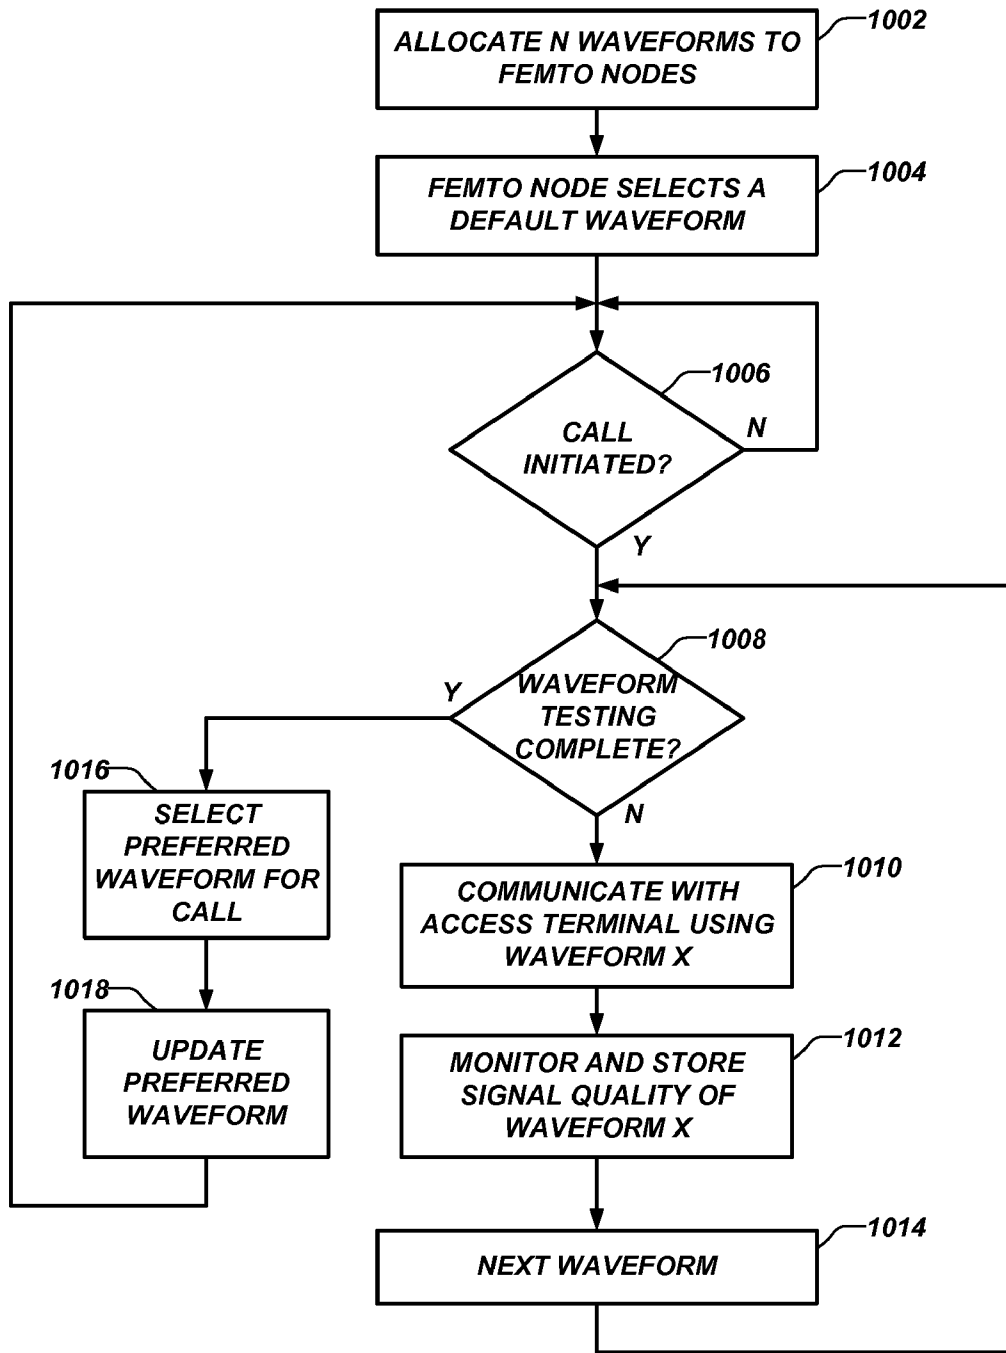 ALLOCATE N WAVEFORMS TO
FEMTO NODES
1002
FEMTO NODE SELECTS A
DEFAULT WAVEFORM
1004
CALL
INITIATED?
1006
N
Y
WAVEFORM
TESTING
COMPLETE?
1008
Y
N
1016
SELECT
PREFERRED
WAVEFORM FOR
CALL
1018
UPDATE
PREFERRED
WAVEFORM
COMMUNICATE WITH
ACCESS TERMINAL USING
WAVEFORM X
1010
MONITOR AND STORE
SIGNAL QUALITY OF
WAVEFORM X
1012
NEXT WAVEFORM
1014